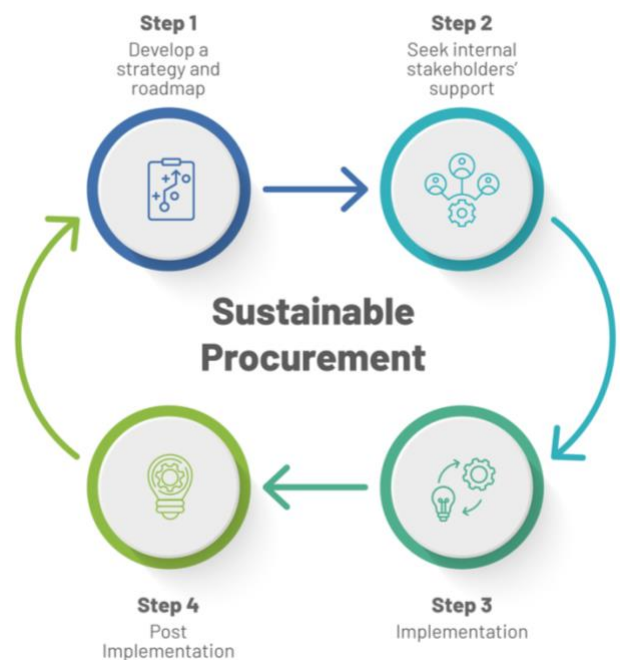 Step 1
Develop a
strategy and
roadmap
Step 2
Seek internal
stakeholders'
support
Sustainable
Procurement
Step 4
Post
Implementation
Step 3
Implementation